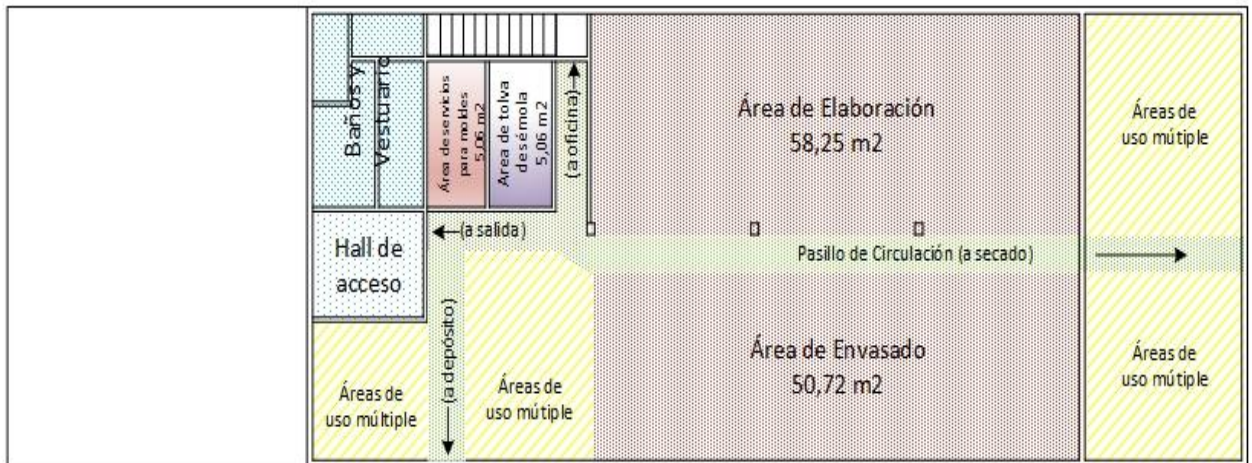 Baños y
Vestuario
Área de servicios
para moldes
5,06 m2
Area de tolva
de sémola
5,06 m2
(a oficina)
Área de Elaboración
58,25 m2
Áreas de
uso mútiple
Hall de
acceso
(a salida)
Pasillo de Circulación (a secado)
(a depósito)
Áreas de
uso múltiple
Áreas de
uso mútiple
Área de Envasado
50,72 m2
Áreas de
uso mútiple